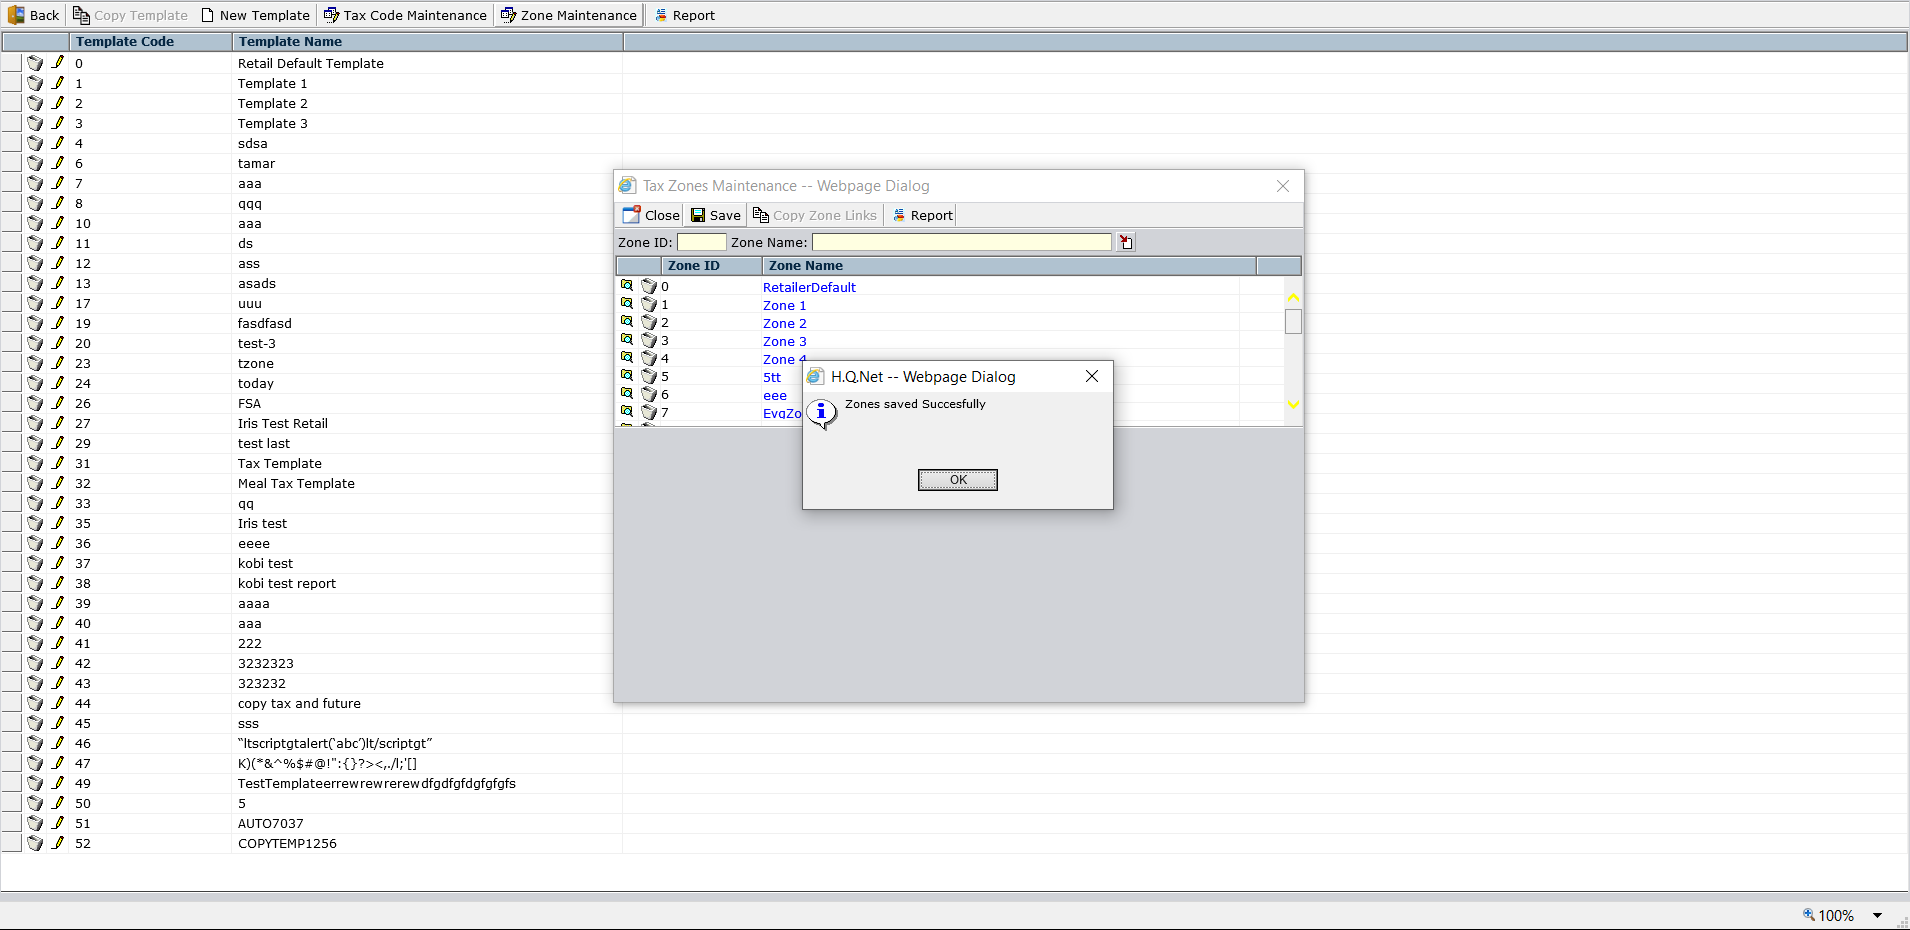 Back Copy Template New Template Tax Code Maintenance Zone Maintenance Report
Template Code Template Name
0 Retail Default Template
1 Template 1
2 Template 2
3 Template 3
4 sdsa
6 tamar
7 aaa
8 qqq
10 aaa
11 ds
12 ass
13 asads
17 uuu
19 fasdfasd
20 test-3
23 tzone
24 today
26 FSA
27 Iris Test Retail
29 test last
31 Tax Template
32 Meal Tax Template
33 qq
35 Iris test
36 eeee
37 kobi test
38 kobi test report
39 aaaa
40 aaa
41 222
42 3232323
43 323232
44 copy tax and future
45 sss
46 “ltscriptgtalert(‘abc’)lt/scriptgt”
47 K)(*&^%$#@!":{}?><,./l;'[]
49 TestTemplateerrewrewrerewdfgdfgfdgfgfgfs
50 5
51 AUTO7037
52 COPYTEMP1256
Tax Zones Maintenance -- Webpage Dialog
Close Save Copy Zone Links Report
Zone ID: Zone Name:
Zone ID Zone Name
0 RetailerDefault
1 Zone 1
2 Zone 2
3 Zone 3
4 Zone 4
5 5tt
6 eee
7
H.Q.Net -- Webpage Dialog
Zones saved Succesfully
OK
100%